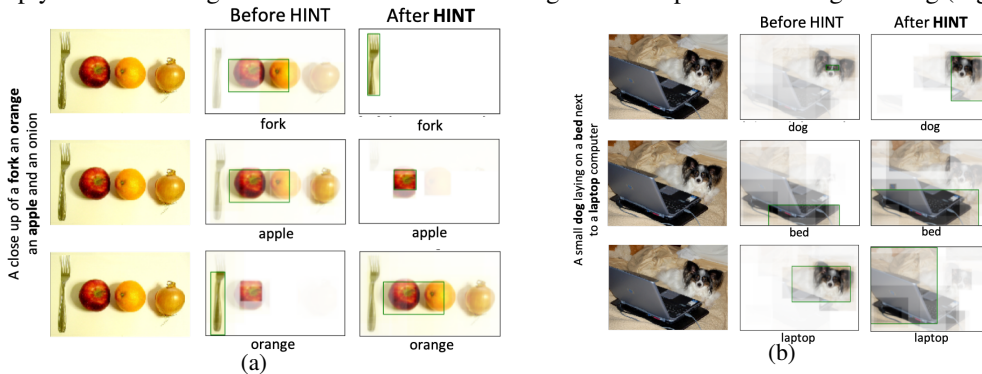 Before HINT After HINT
A close up of a fork an orange
an apple and an onion
fork fork
apple apple
orange orange
(a)
Before HINT After HINT
A small dog laying on a bed next
to a laptop computer
dog dog
bed bed
laptop laptop
(b)